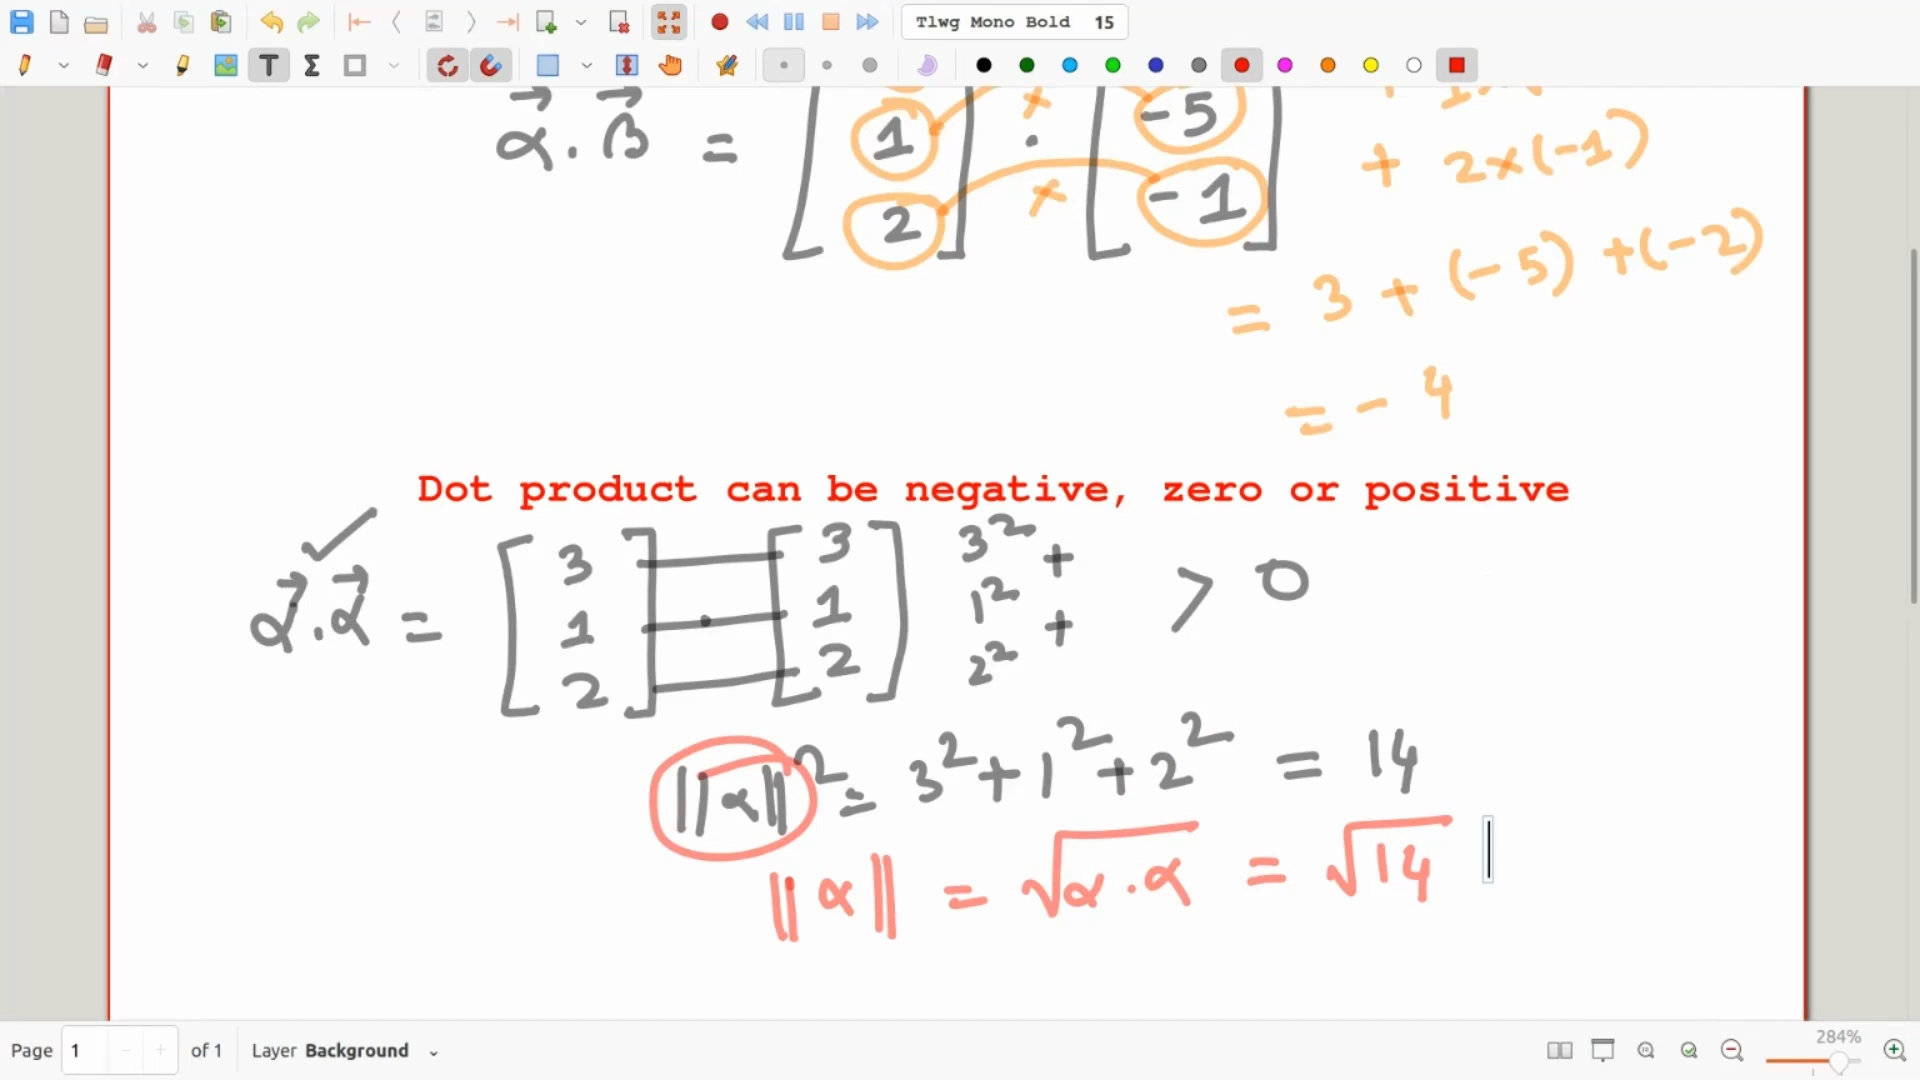 Tlwg Mono Bold 15
α⃗ . β⃗ = [1 2] . [-5 -1]
+ 2×(-1)
= 3 + (-5) + (-2)
= - 4
Dot product can be negative, zero or positive
α⃗ . α⃗ = [3 1 2] . [3 1 2] 3² + 1² + 2² > 0
||α||² = 3² + 1² + 2² = 14
||α|| = √α . α = √14
Page 1 of 1 Layer Background 284%